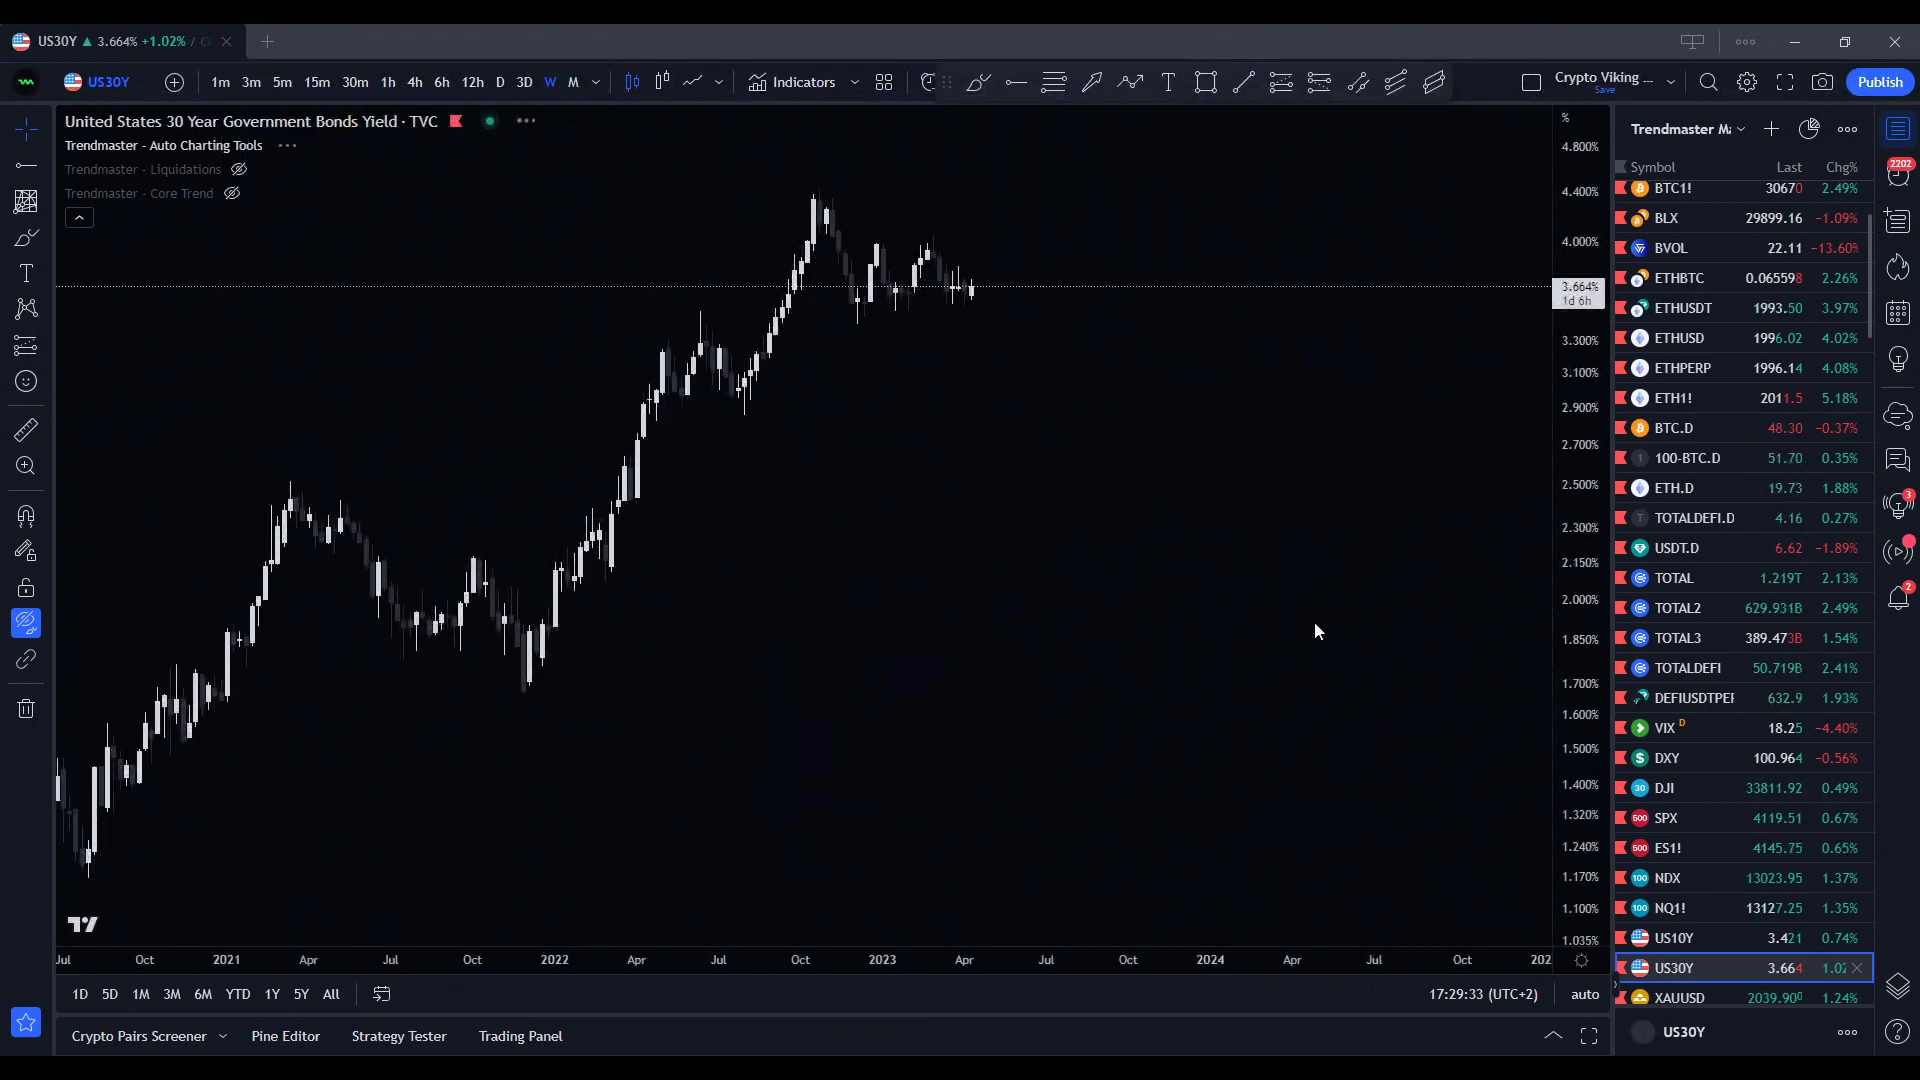 US30Y ▲ 3.664% +1.02% /
US30Y 1m 3m 5m 15m 30m 1h 4h 6h 12h D 3D W M Indicators Crypto Viking ... Save Publish
United States 30 Year Government Bonds Yield · TVC
Trendmaster - Auto Charting Tools
Trendmaster - Liquidations
Trendmaster - Core Trend
%
4.800%
4.400%
4.000%
3.664%
1d 6h
3.300%
3.100%
2.900%
2.700%
2.500%
2.300%
2.150%
2.000%
1.850%
1.700%
1.600%
1.500%
1.400%
1.320%
1.240%
1.170%
1.100%
1.035%
Jul Oct 2021 Apr Jul Oct 2022 Apr Jul Oct 2023 Apr Jul Oct 2024 Apr Jul Oct 202
1D 5D 1M 3M 6M YTD 1Y 5Y All 17:29:33 (UTC+2) auto
Crypto Pairs Screener Pine Editor Strategy Tester Trading Panel
Trendmaster
Symbol Last Chg%
BTC1! 30670 2.49%
BLX 29899.16 −1.09%
BVOL 22.11 −13.60%
ETHBTC 0.065598 2.26%
ETHUSDT 1993.50 3.97%
ETHUSD 1996.02 4.02%
ETHPERP 1996.14 4.08%
ETH1! 2011.5 5.18%
BTC.D 48.30 −0.37%
100-BTC.D 51.70 0.35%
ETH.D 19.73 1.88%
TOTALDEFI.D 4.16 0.27%
USDT.D 6.62 −1.89%
TOTAL 1.219T 2.13%
TOTAL2 629.931B 2.49%
TOTAL3 389.473B 1.54%
TOTALDEFI 50.719B 2.41%
DEFIUSDTPEF 632.9 1.93%
VIX D 18.25 −4.40%
DXY 100.964 −0.56%
30 DJI 33811.92 0.49%
500 SPX 4119.51 0.67%
500 ES1! 4145.75 0.65%
100 NDX 13023.95 1.37%
100 NQ1! 13127.25 1.35%
US10Y 3.421 0.74%
US30Y 3.664 1.02
XAUUSD 2039.900 1.24%
US30Y
2202
3
2